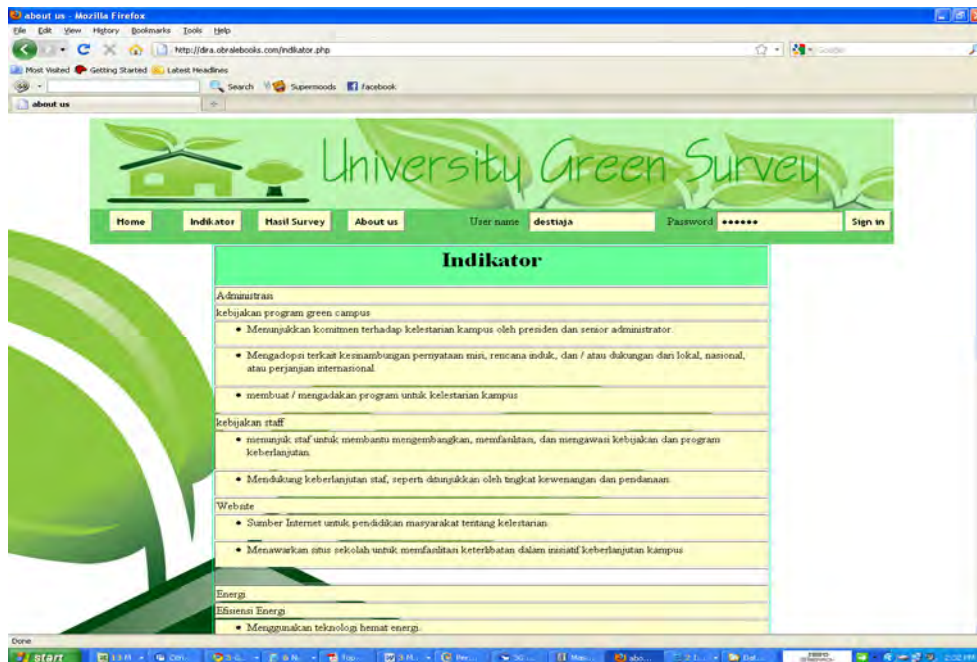 about us - Mozilla Firefox
File Edit View History Bookmarks Tools Help
http://dira.obralebooks.com/indikator.php
Most Visited Getting Started Latest Headlines
Search Supermoods Facebook
about us
University Green Survey
Home Indikator Hasil Survey About us User name destiaja Password ●●●●●● Sign in
Indikator
Administrasi
kebijakan program green campus
• Menunjukkan komitmen terhadap kelestarian kampus oleh presiden dan senior administrator.
• Mengadopsi terkait kesinambungan pernyataan misi, rencana induk, dan / atau dukungan dari lokal, nasional,
atau perjanjian internasional.
• membuat / mengadakan program untuk kelestarian kampus
kebijakan staff
• menunjuk staf untuk membantu mengembangkan, memfasilitasi, dan mengawasi kebijakan dan program
keberlanjutan.
• Mendukung keberlanjutan staf, seperti ditunjukkan oleh tingkat kewenangan dan pendanaan.
Website
• Sumber Internet untuk pendidikan masyarakat tentang kelestarian.
• Menawarkan situs sekolah untuk memfasilitasi keterlibatan dalam inisiatif keberlanjutan kampus
Energi
Efisiensi Energi
• Menggunakan teknologi hemat energi.
Done
start